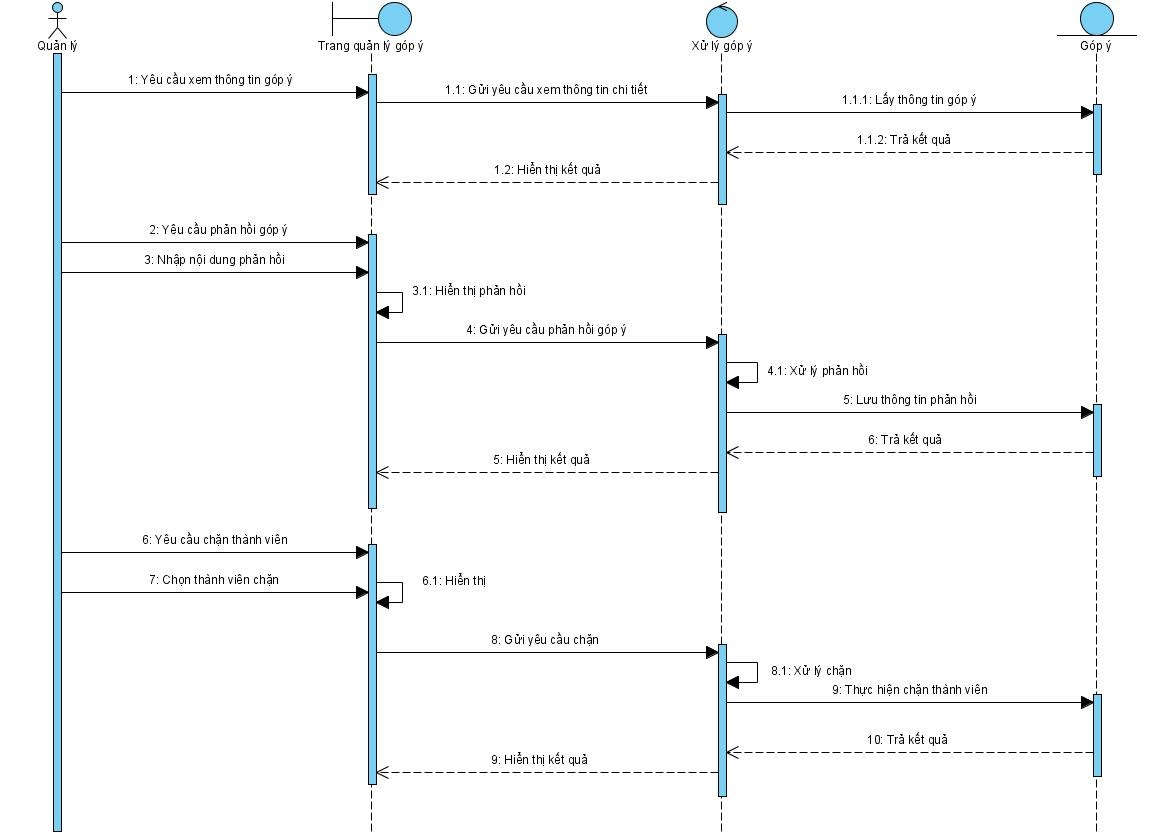 Quản lý
Trang quản lý góp ý
Xử lý góp ý
Góp ý
1: Yêu cầu xem thông tin góp ý
1.1: Gửi yêu cầu xem thông tin chi tiết
1.1.1: Lấy thông tin góp ý
1.1.2: Trả kết quả
1.2: Hiển thị kết quả
2: Yêu cầu phản hồi góp ý
3: Nhập nội dung phản hồi
3.1: Hiển thị phản hồi
4: Gửi yêu cầu phản hồi góp ý
4.1: Xử lý phản hồi
5: Lưu thông tin phản hồi
6: Trả kết quả
5: Hiển thị kết quả
6: Yêu cầu chặn thành viên
7: Chọn thành viên chặn
6.1: Hiển thị
8: Gửi yêu cầu chặn
8.1: Xử lý chặn
9: Thực hiện chặn thành viên
10: Trả kết quả
9: Hiển thị kết quả